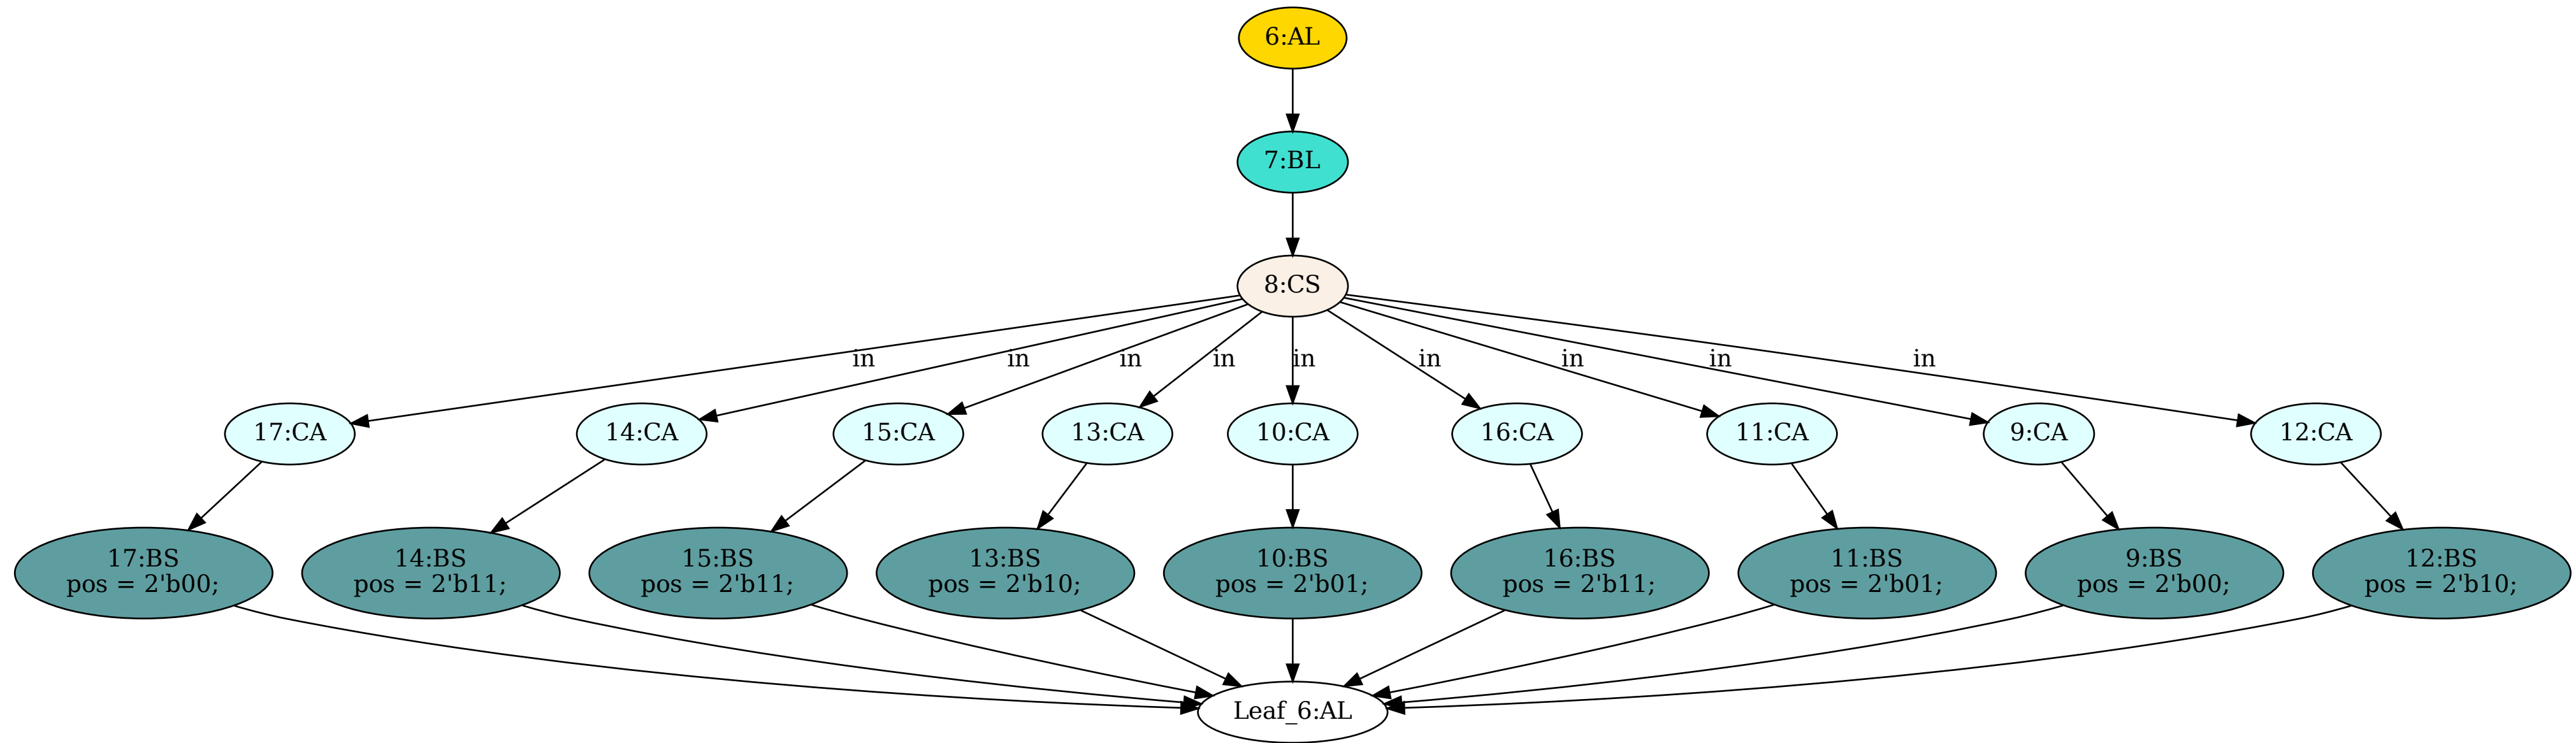 6:AL
7:BL
8:CS
in in in in in in in in in
17:CA 14:CA 15:CA 13:CA 10:CA 16:CA 11:CA 9:CA 12:CA
17:BS 14:BS 15:BS 13:BS 10:BS 16:BS 11:BS 9:BS 12:BS
pos = 2'b00; pos = 2'b11; pos = 2'b11; pos = 2'b10; pos = 2'b01; pos = 2'b11; pos = 2'b01; pos = 2'b00; pos = 2'b10;
Leaf_6:AL